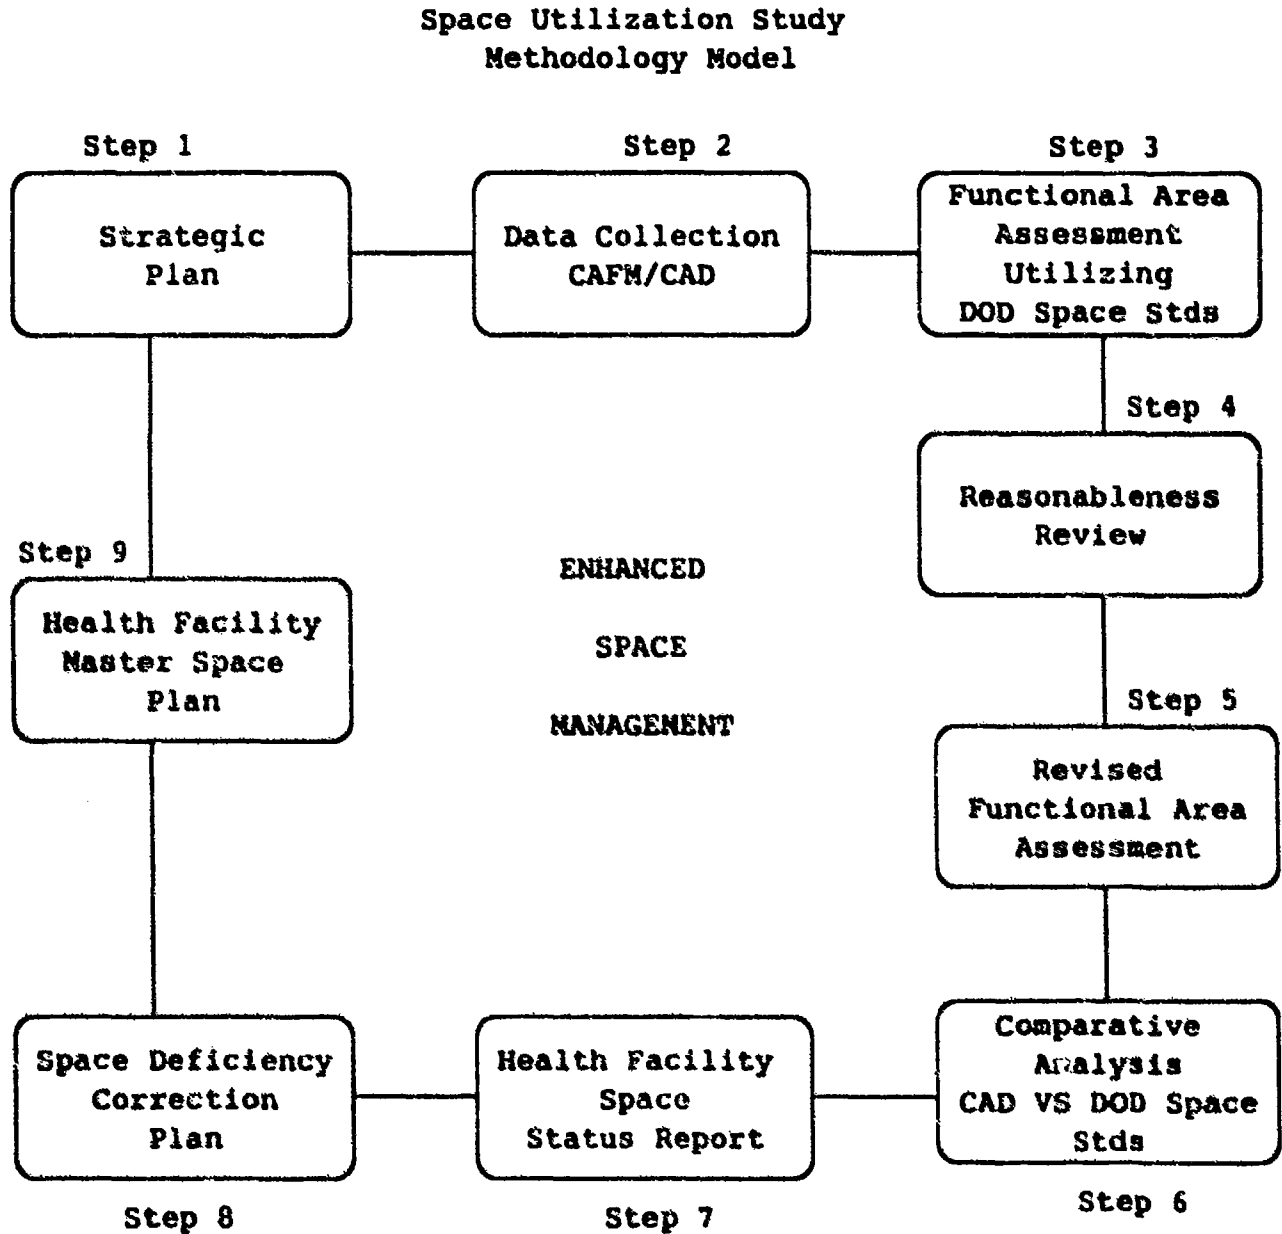 Space Utilization Study
Methodology Model
Step 1
Strategic
Plan
Step 2
Data Collection
CAFM/CAD
Step 3
Functional Area
Assessment
Utilizing
DOD Space Stds
Step 4
Reasonableness
Review
Step 5
Revised
Functional Area
Assessment
Comparative
Analysis
CAD VS DOD Space
Stds
Step 6
Health Facility
Space
Status Report
Step 7
Space Deficiency
Correction
Plan
Step 8
Step 9
Health Facility
Master Space
Plan
ENHANCED
SPACE
MANAGEMENT